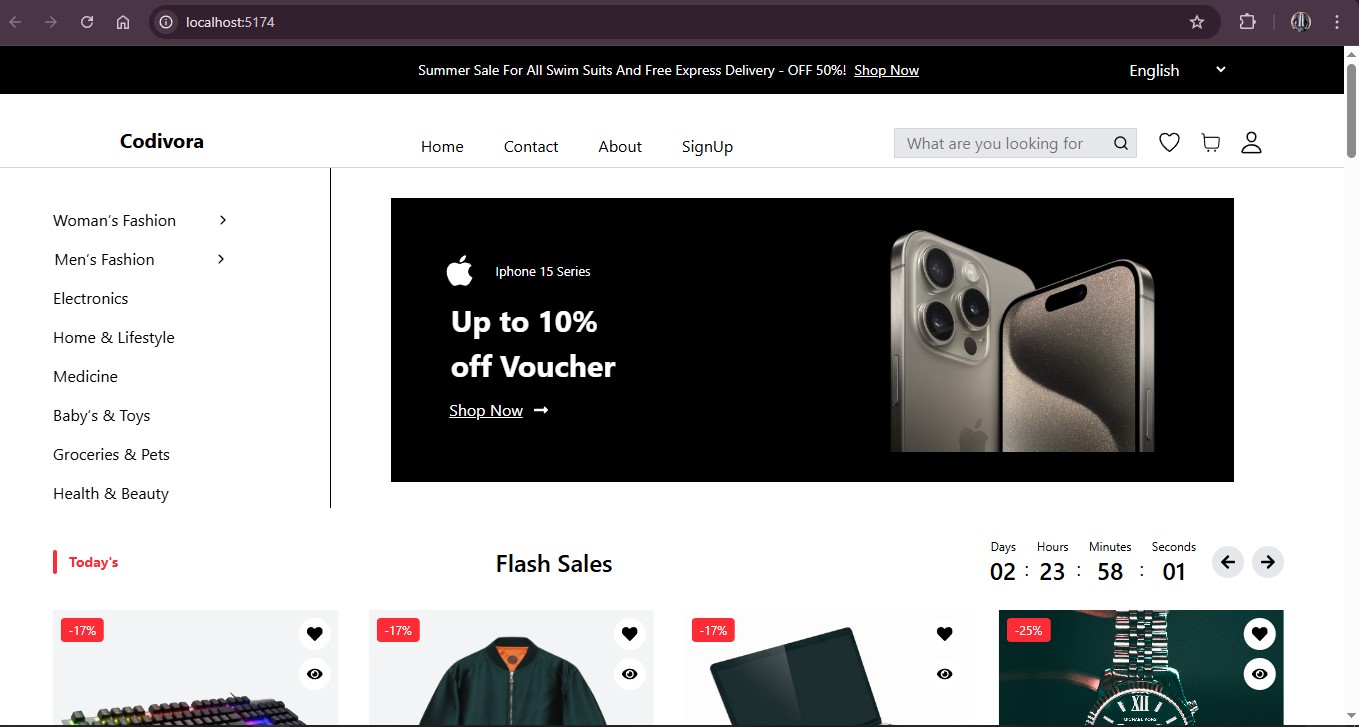 localhost:5174
Summer Sale For All Swim Suits And Free Express Delivery - OFF 50%! Shop Now
English
Codivora
Home Contact About SignUp
What are you looking for
Woman's Fashion
Men's Fashion
Electronics
Home & Lifestyle
Medicine
Baby's & Toys
Groceries & Pets
Health & Beauty
Iphone 15 Series
Up to 10%
off Voucher
Shop Now
Today's
Flash Sales
Days Hours Minutes Seconds
02 : 23 : 58 : 01
-17%
-17%
-17%
-25%
XII
MICHAEL KORS